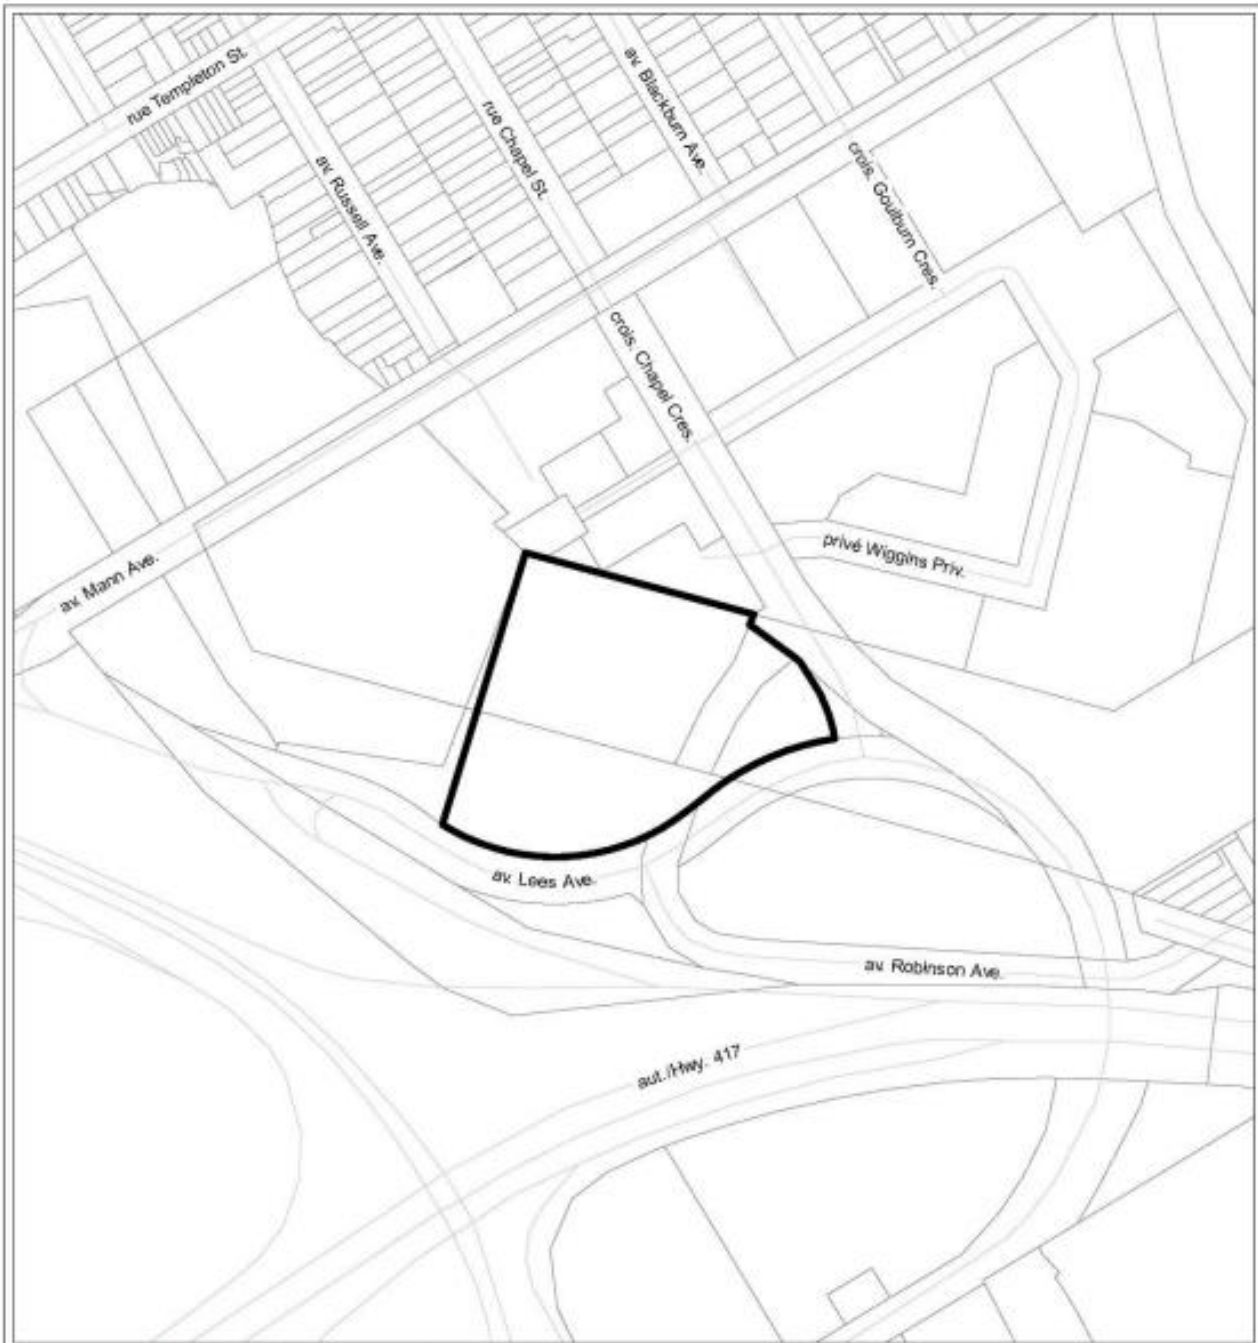 rue Templeton St.
av. Blackburn Ave.
rue Chapel St.
av. Russell Ave.
crois. Goulburn Cres.
crois. Chapel Cres.
privé Wiggins Priv.
av. Mann Ave.
av. Lees Ave.
av. Robinson Ave.
aut./Hwy. 417